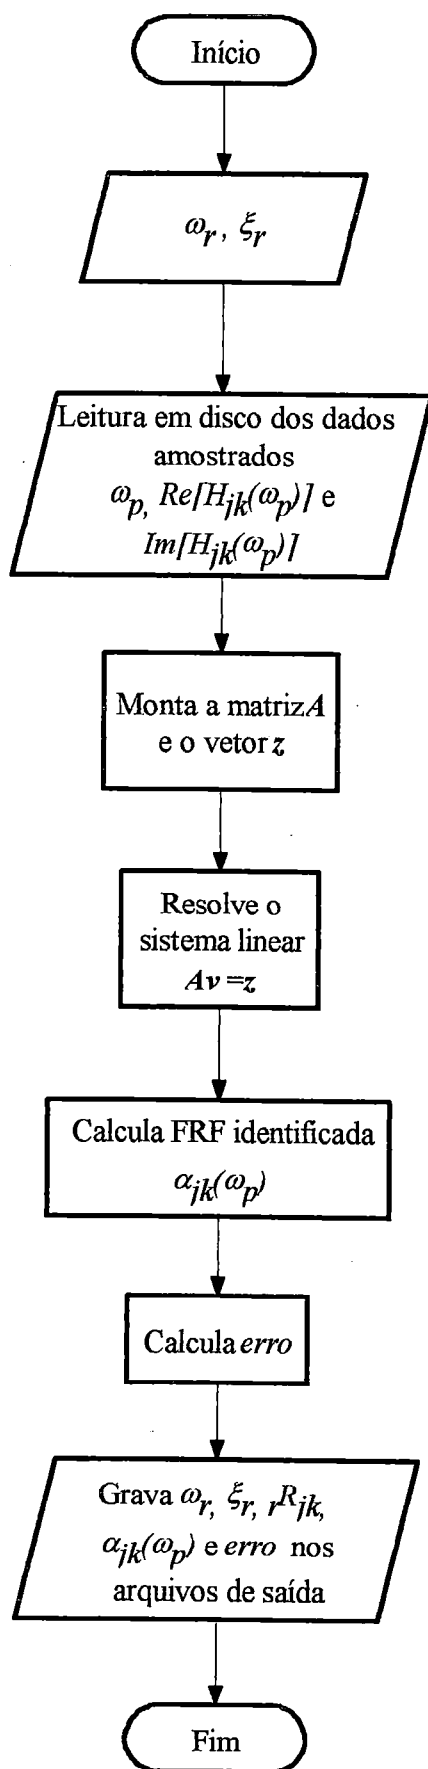 Início
ω_r, ξ_r
Leitura em disco dos dados
amostrados
ω_p, Re[H_jk(ω_p)] e
Im[H_jk(ω_p)]
Monta a matriz A
e o vetor z
Resolve o
sistema linear
Av=z
Calcula FRF identificada
α_jk(ω_p)
Calcula erro
Grava ω_r, ξ_r, _rR_jk,
α_jk(ω_p) e erro nos
arquivos de saída
Fim